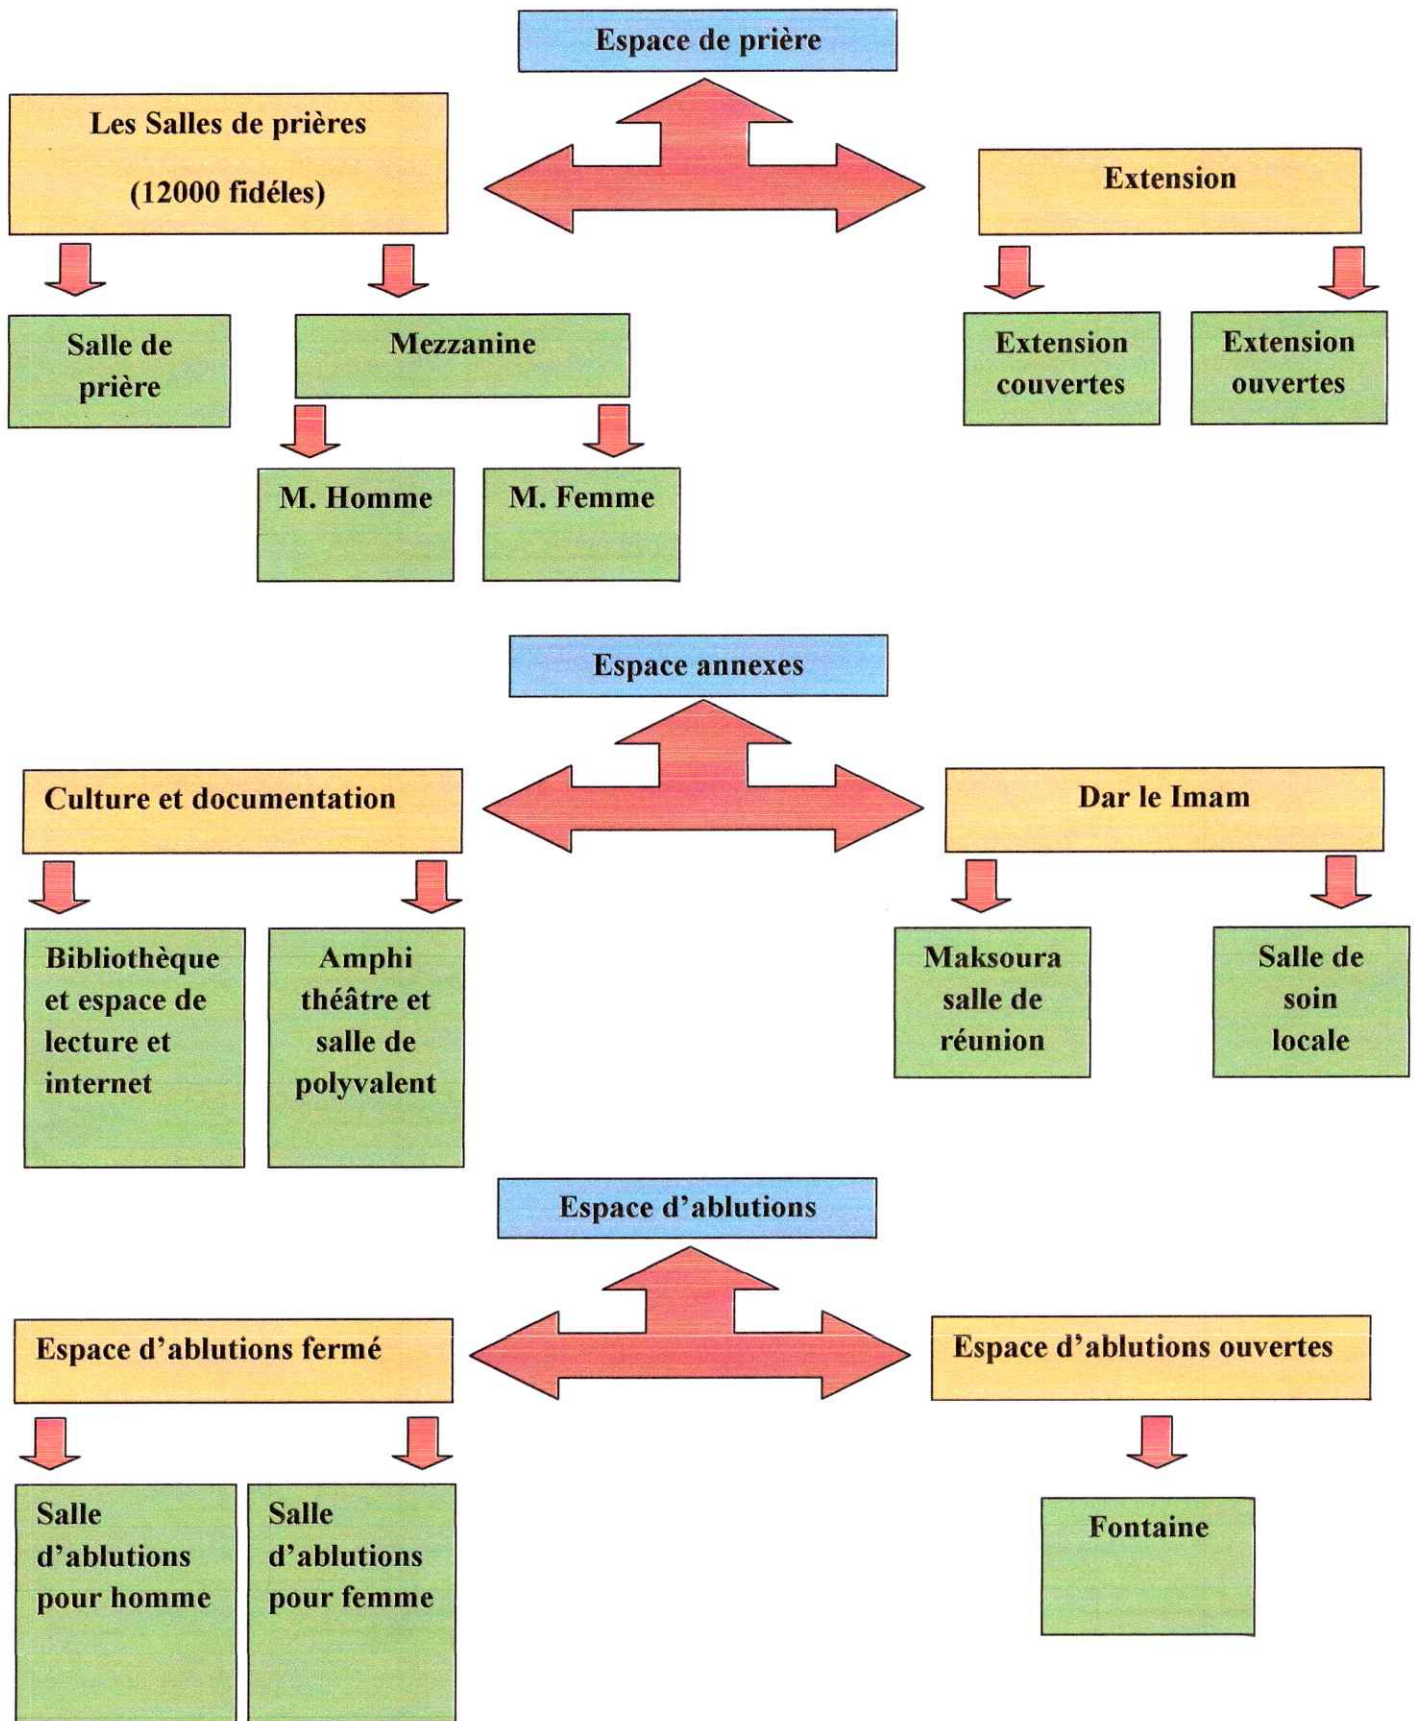 Espace de prière
Les Salles de prières
(12000 fidéles)
Extension
Salle de
prière
Mezzanine
Extension
couvertes
Extension
ouvertes
M. Homme
M. Femme
Espace annexes
Culture et documentation
Dar le Imam
Bibliothèque
et espace de
lecture et
internet
Amphi
théâtre et
salle de
polyvalent
Maksoura
salle de
réunion
Salle de
soin
locale
Espace d’ablutions
Espace d’ablutions fermé
Espace d’ablutions ouvertes
Salle
d’ablutions
pour homme
Salle
d’ablutions
pour femme
Fontaine